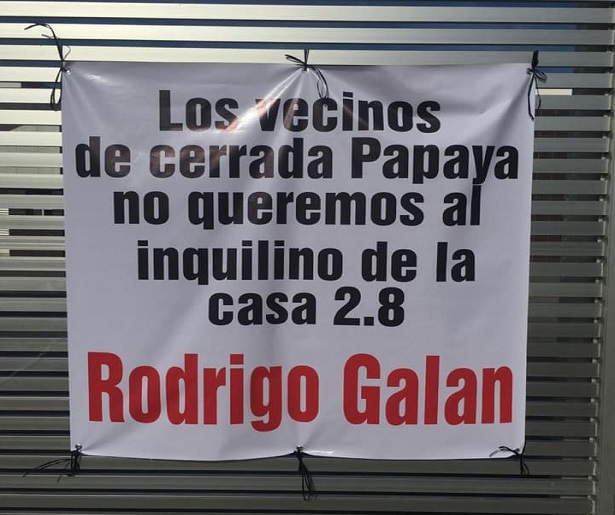 Los vecinos
de cerrada Papaya
no queremos al
inquilino de la
casa 2.8
Rodrigo Galan